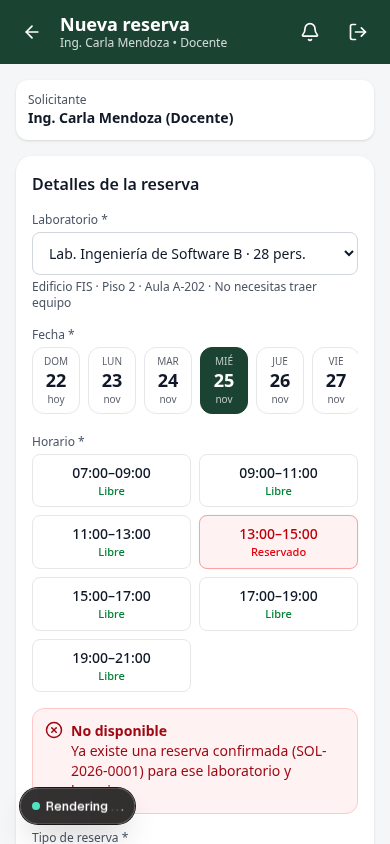 Nueva reserva
Ing. Carla Mendoza • Docente
Solicitante
Ing. Carla Mendoza (Docente)
Detalles de la reserva
Laboratorio *
Lab. Ingeniería de Software B · 28 pers.
Edificio FIS · Piso 2 · Aula A-202 · No necesitas traer
equipo
Fecha *
DOM LUN MAR MIÉ JUE VIE
22 23 24 25 26 27
hoy nov nov nov nov nov
Horario *
07:00–09:00 09:00–11:00
Libre Libre
11:00–13:00 13:00–15:00
Libre Reservado
15:00–17:00 17:00–19:00
Libre Libre
19:00–21:00
Libre
No disponible
Ya existe una reserva confirmada (SOL-
2026-0001) para ese laboratorio y
Rendering ...
Tipo de reserva *